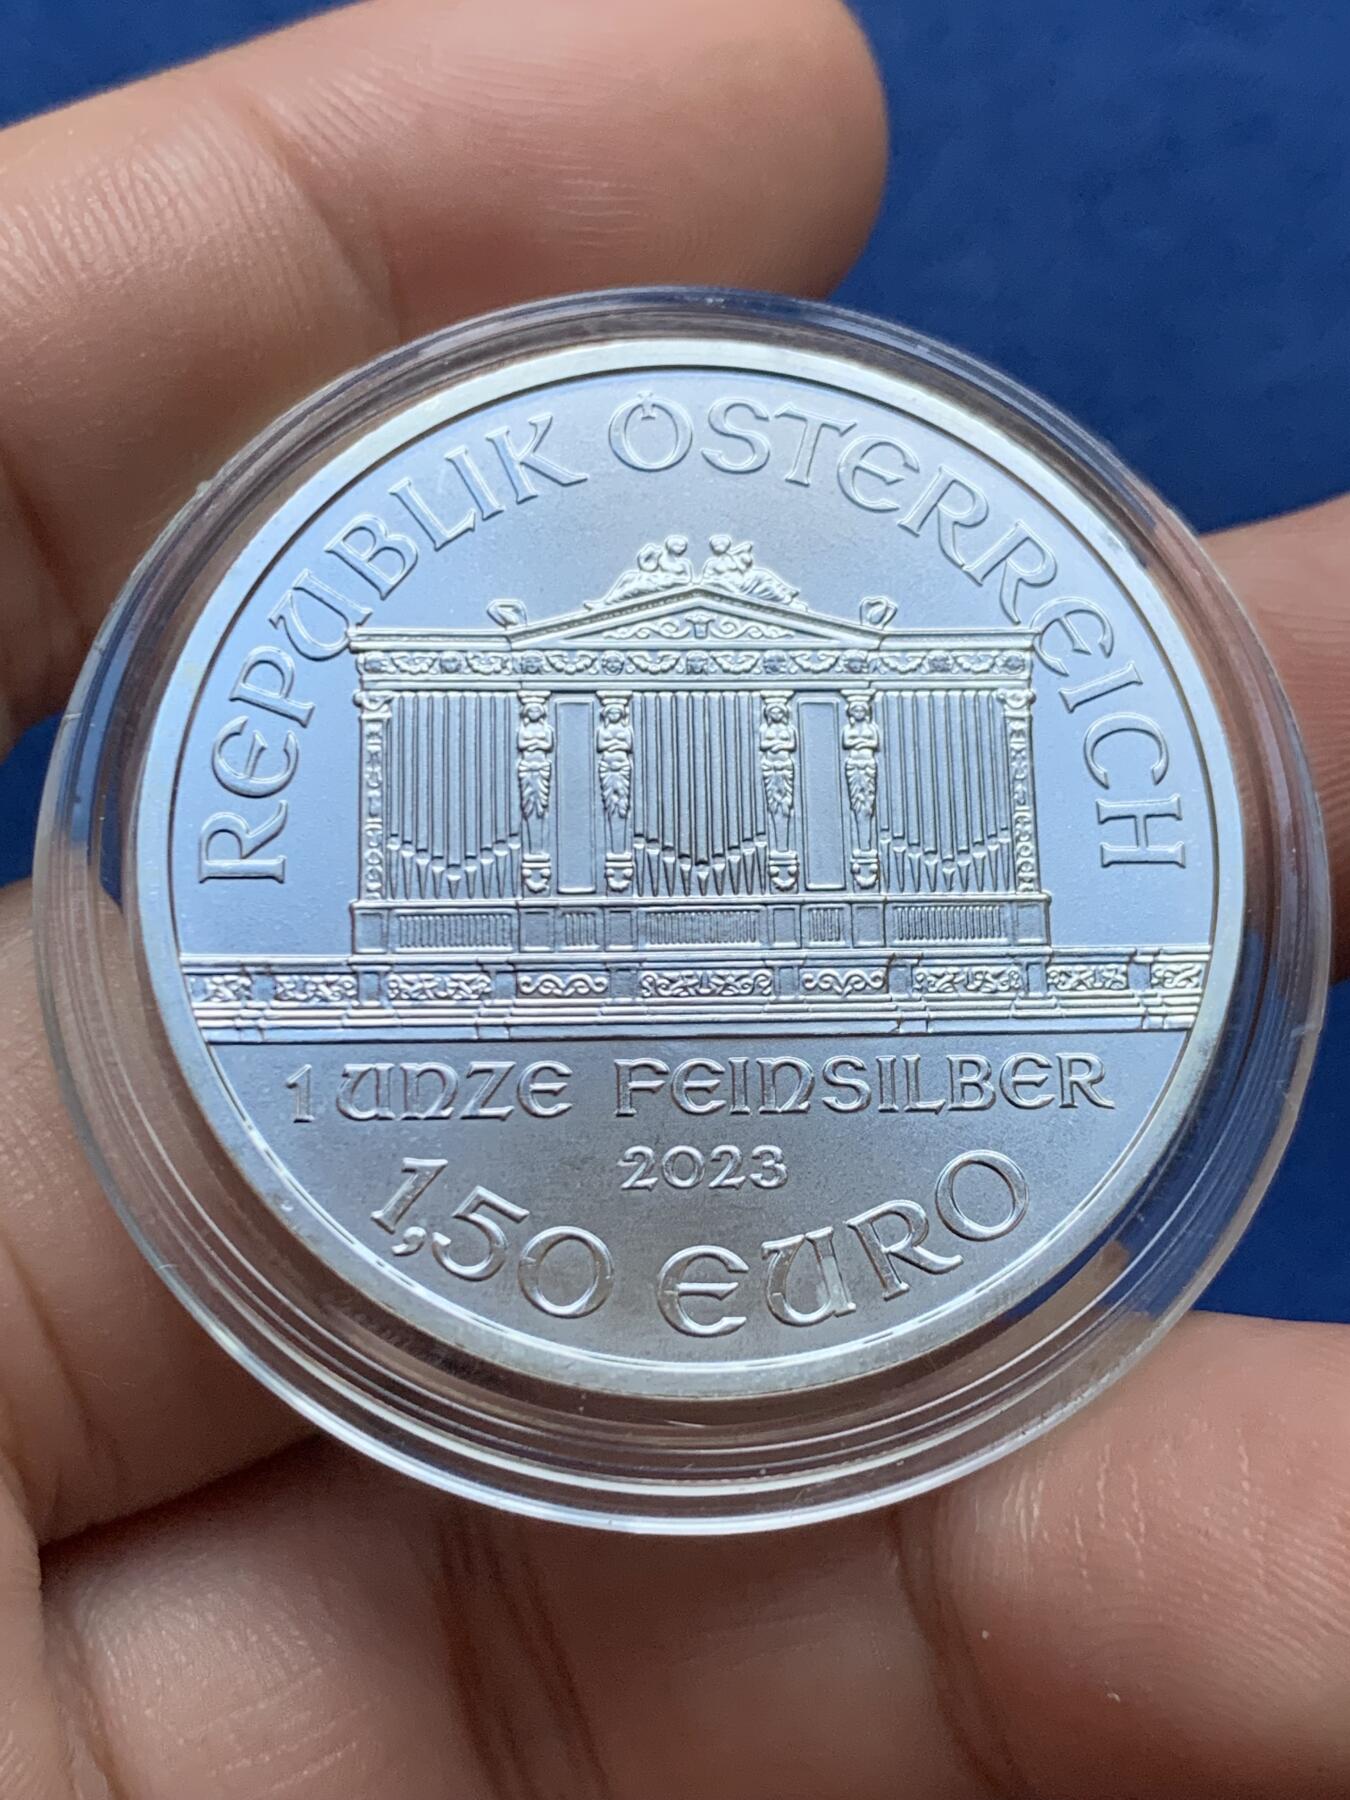 REPUBLIK ÖSTERREICH
1 UNZE FEINSILBER
2023
1,50 EURO